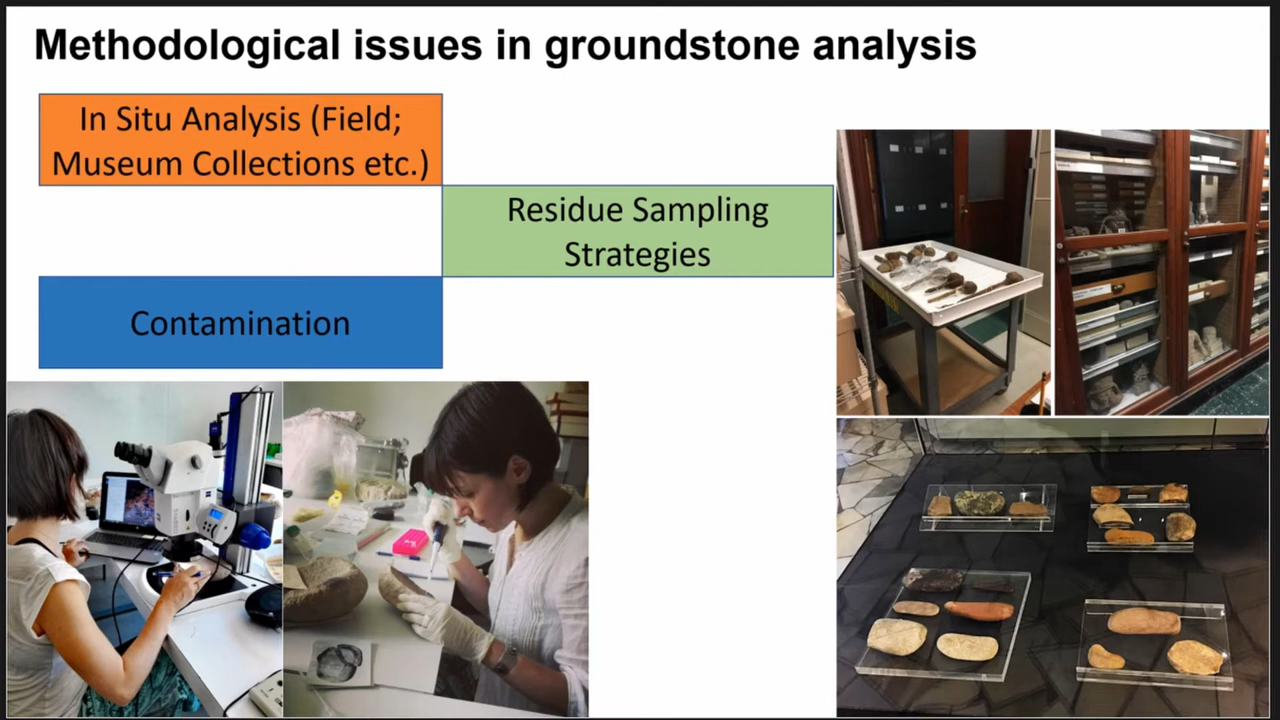 Methodological issues in groundstone analysis
In Situ Analysis (Field;
Museum Collections etc.)
Residue Sampling
Strategies
Contamination